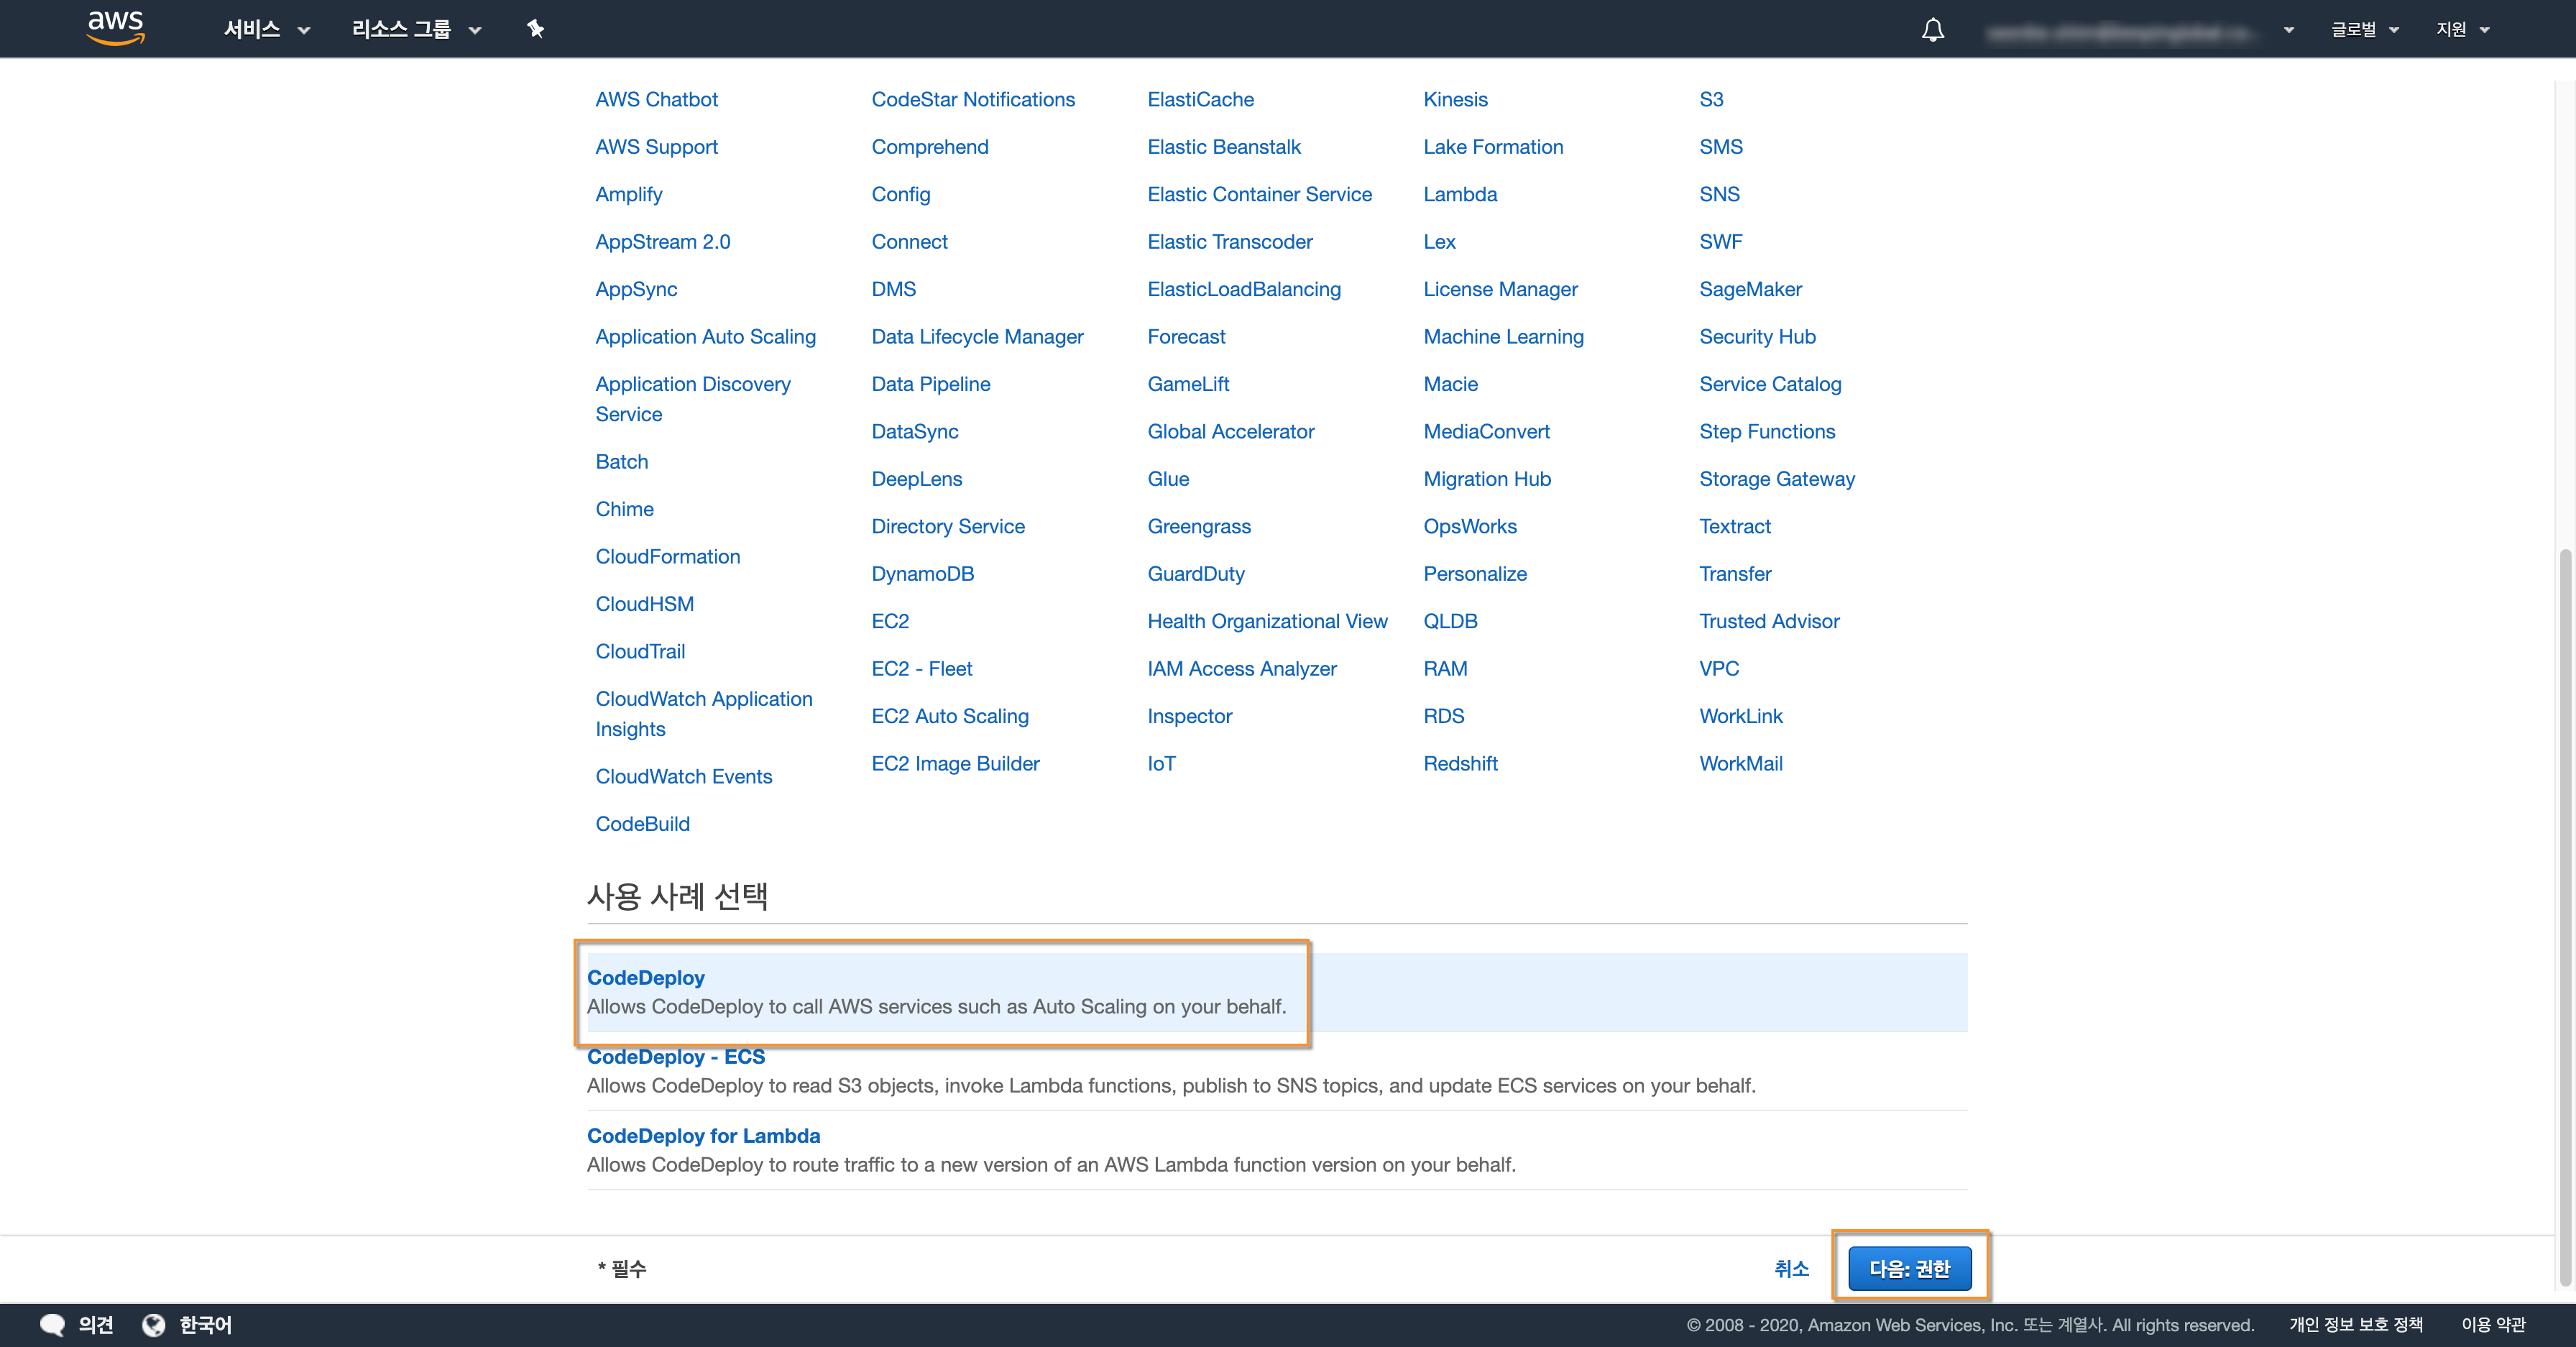 aws 서비스 리소스 그룹 글로벌 지원
AWS Chatbot
AWS Support
Amplify
AppStream 2.0
AppSync
Application Auto Scaling
Application Discovery
Service
Batch
Chime
CloudFormation
CloudHSM
CloudTrail
CloudWatch Application
Insights
CloudWatch Events
CodeBuild
CodeStar Notifications
Comprehend
Config
Connect
DMS
Data Lifecycle Manager
Data Pipeline
DataSync
DeepLens
Directory Service
DynamoDB
EC2
EC2 - Fleet
EC2 Auto Scaling
EC2 Image Builder
ElastiCache
Elastic Beanstalk
Elastic Container Service
Elastic Transcoder
ElasticLoadBalancing
Forecast
GameLift
Global Accelerator
Glue
Greengrass
GuardDuty
Health Organizational View
IAM Access Analyzer
Inspector
IoT
Kinesis
Lake Formation
Lambda
Lex
License Manager
Machine Learning
Macie
MediaConvert
Migration Hub
OpsWorks
Personalize
QLDB
RAM
RDS
Redshift
S3
SMS
SNS
SWF
SageMaker
Security Hub
Service Catalog
Step Functions
Storage Gateway
Textract
Transfer
Trusted Advisor
VPC
WorkLink
WorkMail
사용 사례 선택
CodeDeploy
Allows CodeDeploy to call AWS services such as Auto Scaling on your behalf.
CodeDeploy - ECS
Allows CodeDeploy to read S3 objects, invoke Lambda functions, publish to SNS topics, and update ECS services on your behalf.
CodeDeploy for Lambda
Allows CodeDeploy to route traffic to a new version of an AWS Lambda function version on your behalf.
* 필수 취소 다음: 권한
의견 한국어 © 2008 - 2020, Amazon Web Services, Inc. 또는 계열사. All rights reserved. 개인 정보 보호 정책 이용 약관